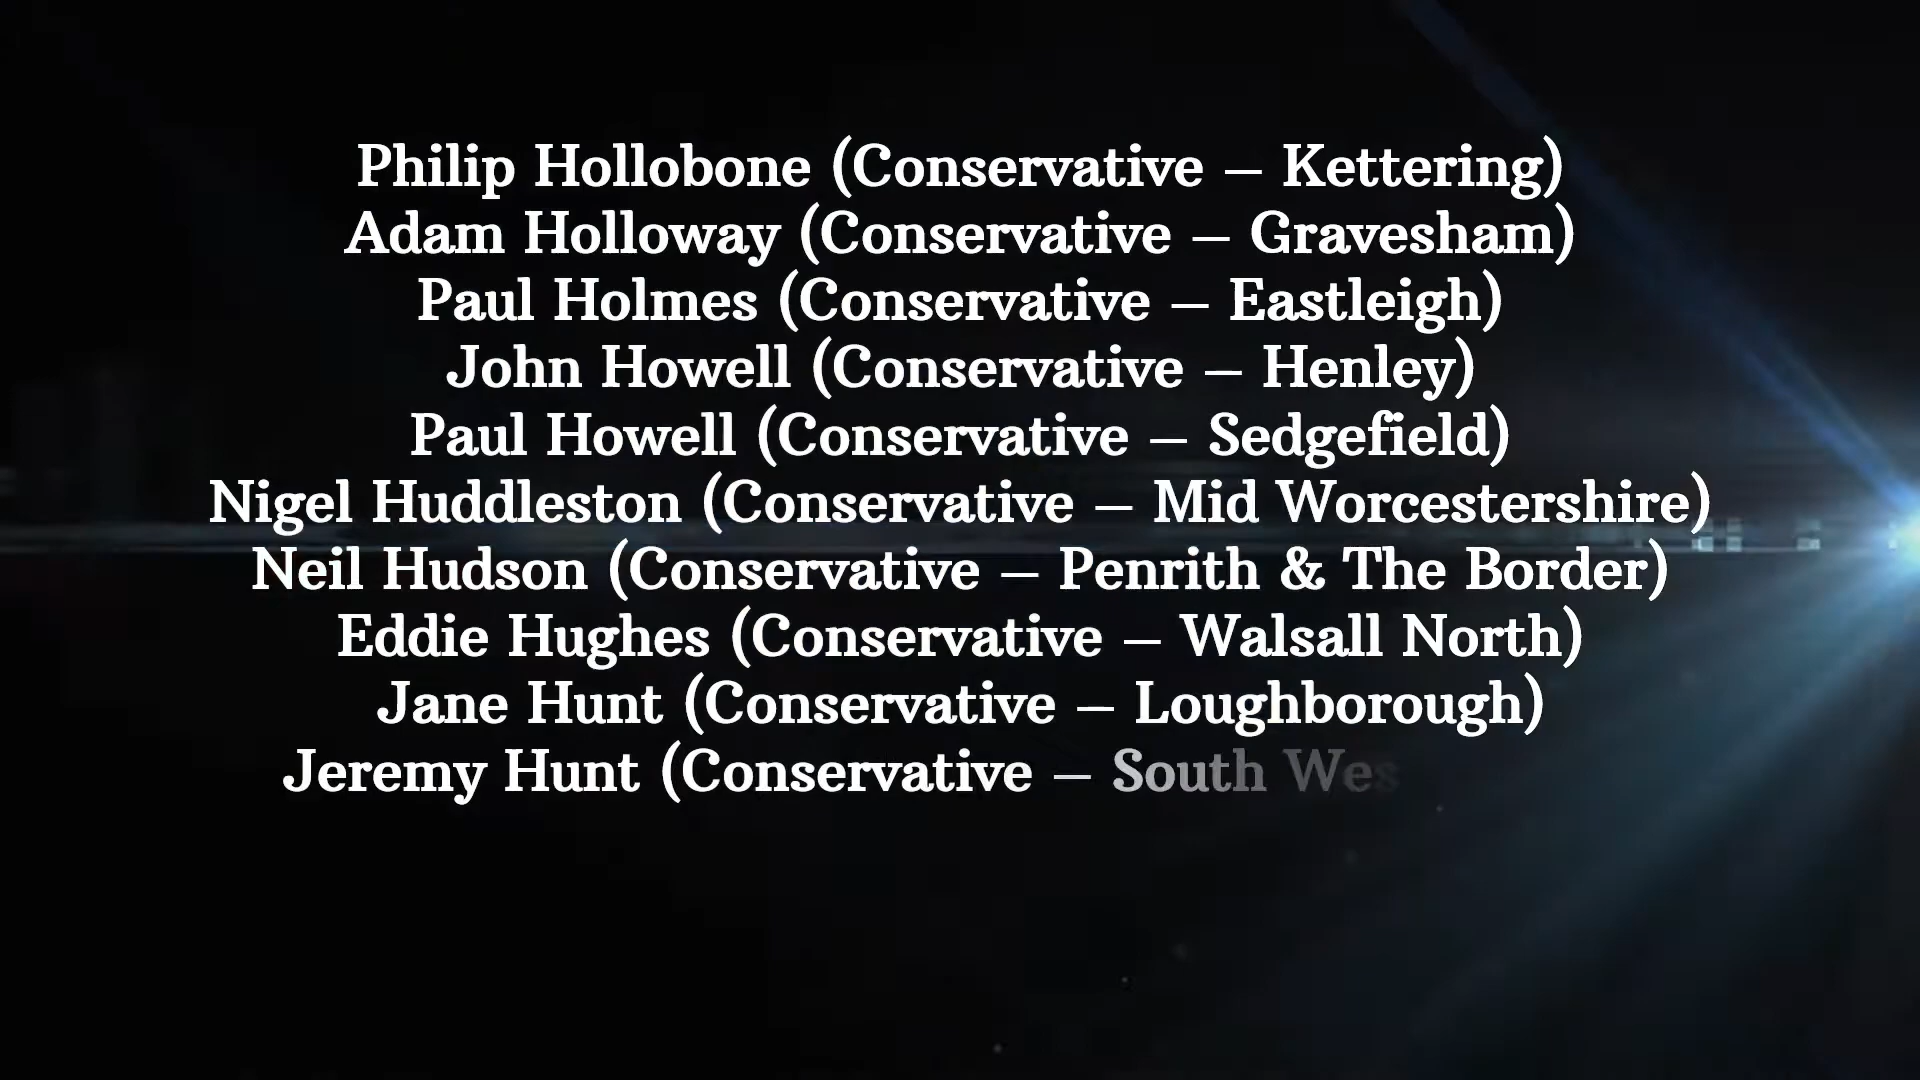 Philip Hollobone (Conservative – Kettering)
Adam Holloway (Conservative – Gravesham)
Paul Holmes (Conservative – Eastleigh)
John Howell (Conservative – Henley)
Paul Howell (Conservative – Sedgefield)
Nigel Huddleston (Conservative – Mid Worcestershire)
Neil Hudson (Conservative – Penrith & The Border)
Eddie Hughes (Conservative – Walsall North)
Jane Hunt (Conservative – Loughborough)
Jeremy Hunt (Conservative – South Wes